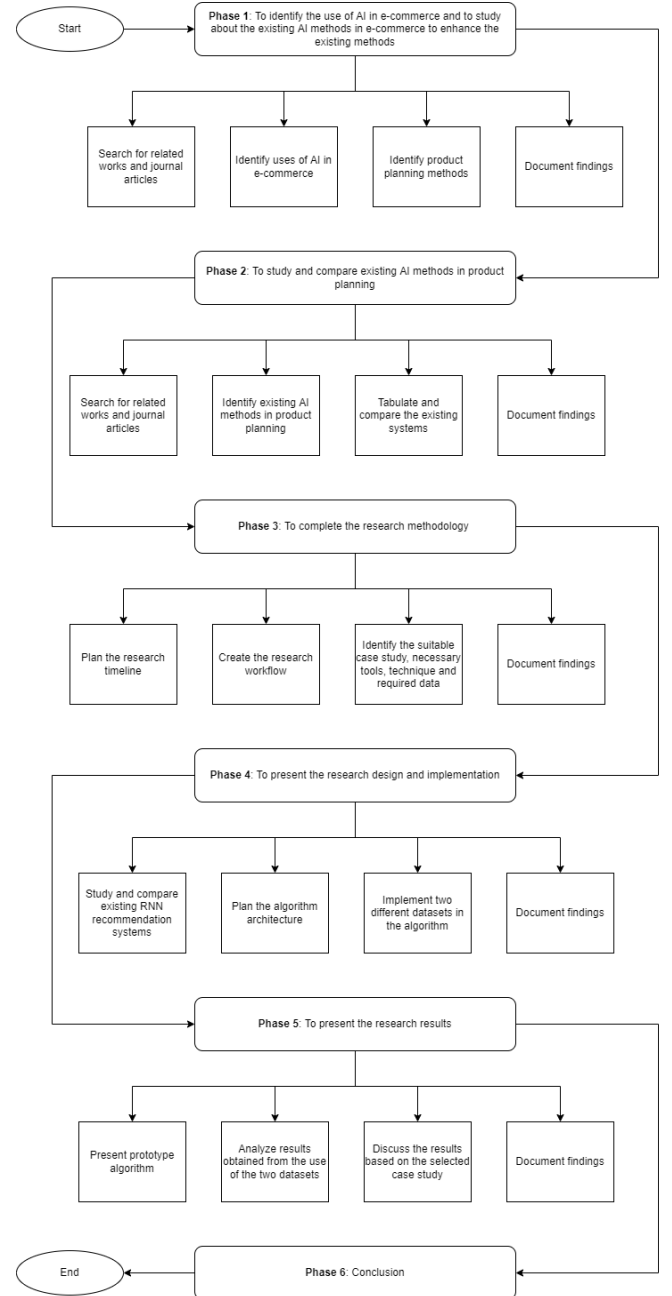 Start
Phase 1: To identify the use of AI in e-commerce and to study
about the existing AI methods in e-commerce to enhance the
existing methods
Search for related
works and journal
articles
Identify uses of AI in
e-commerce
Identify product
planning methods
Document findings
Phase 2: To study and compare existing AI methods in product
planning
Search for related
works and journal
articles
Identify existing AI
methods in product
planning
Tabulate and
compare the existing
systems
Document findings
Phase 3: To complete the research methodology
Plan the research
timeline
Create the research
workflow
Identify the suitable
case study, necessary
tools, technique and
required data
Document findings
Phase 4: To present the research design and implementation
Study and compare
existing RNN
recommendation
systems
Plan the algorithm
architecture
Implement two
different datasets in
the algorithm
Document findings
Phase 5: To present the research results
Present prototype
algorithm
Analyze results
obtained from the use
of the two datasets
Discuss the results
based on the selected
case study
Document findings
End
Phase 6: Conclusion